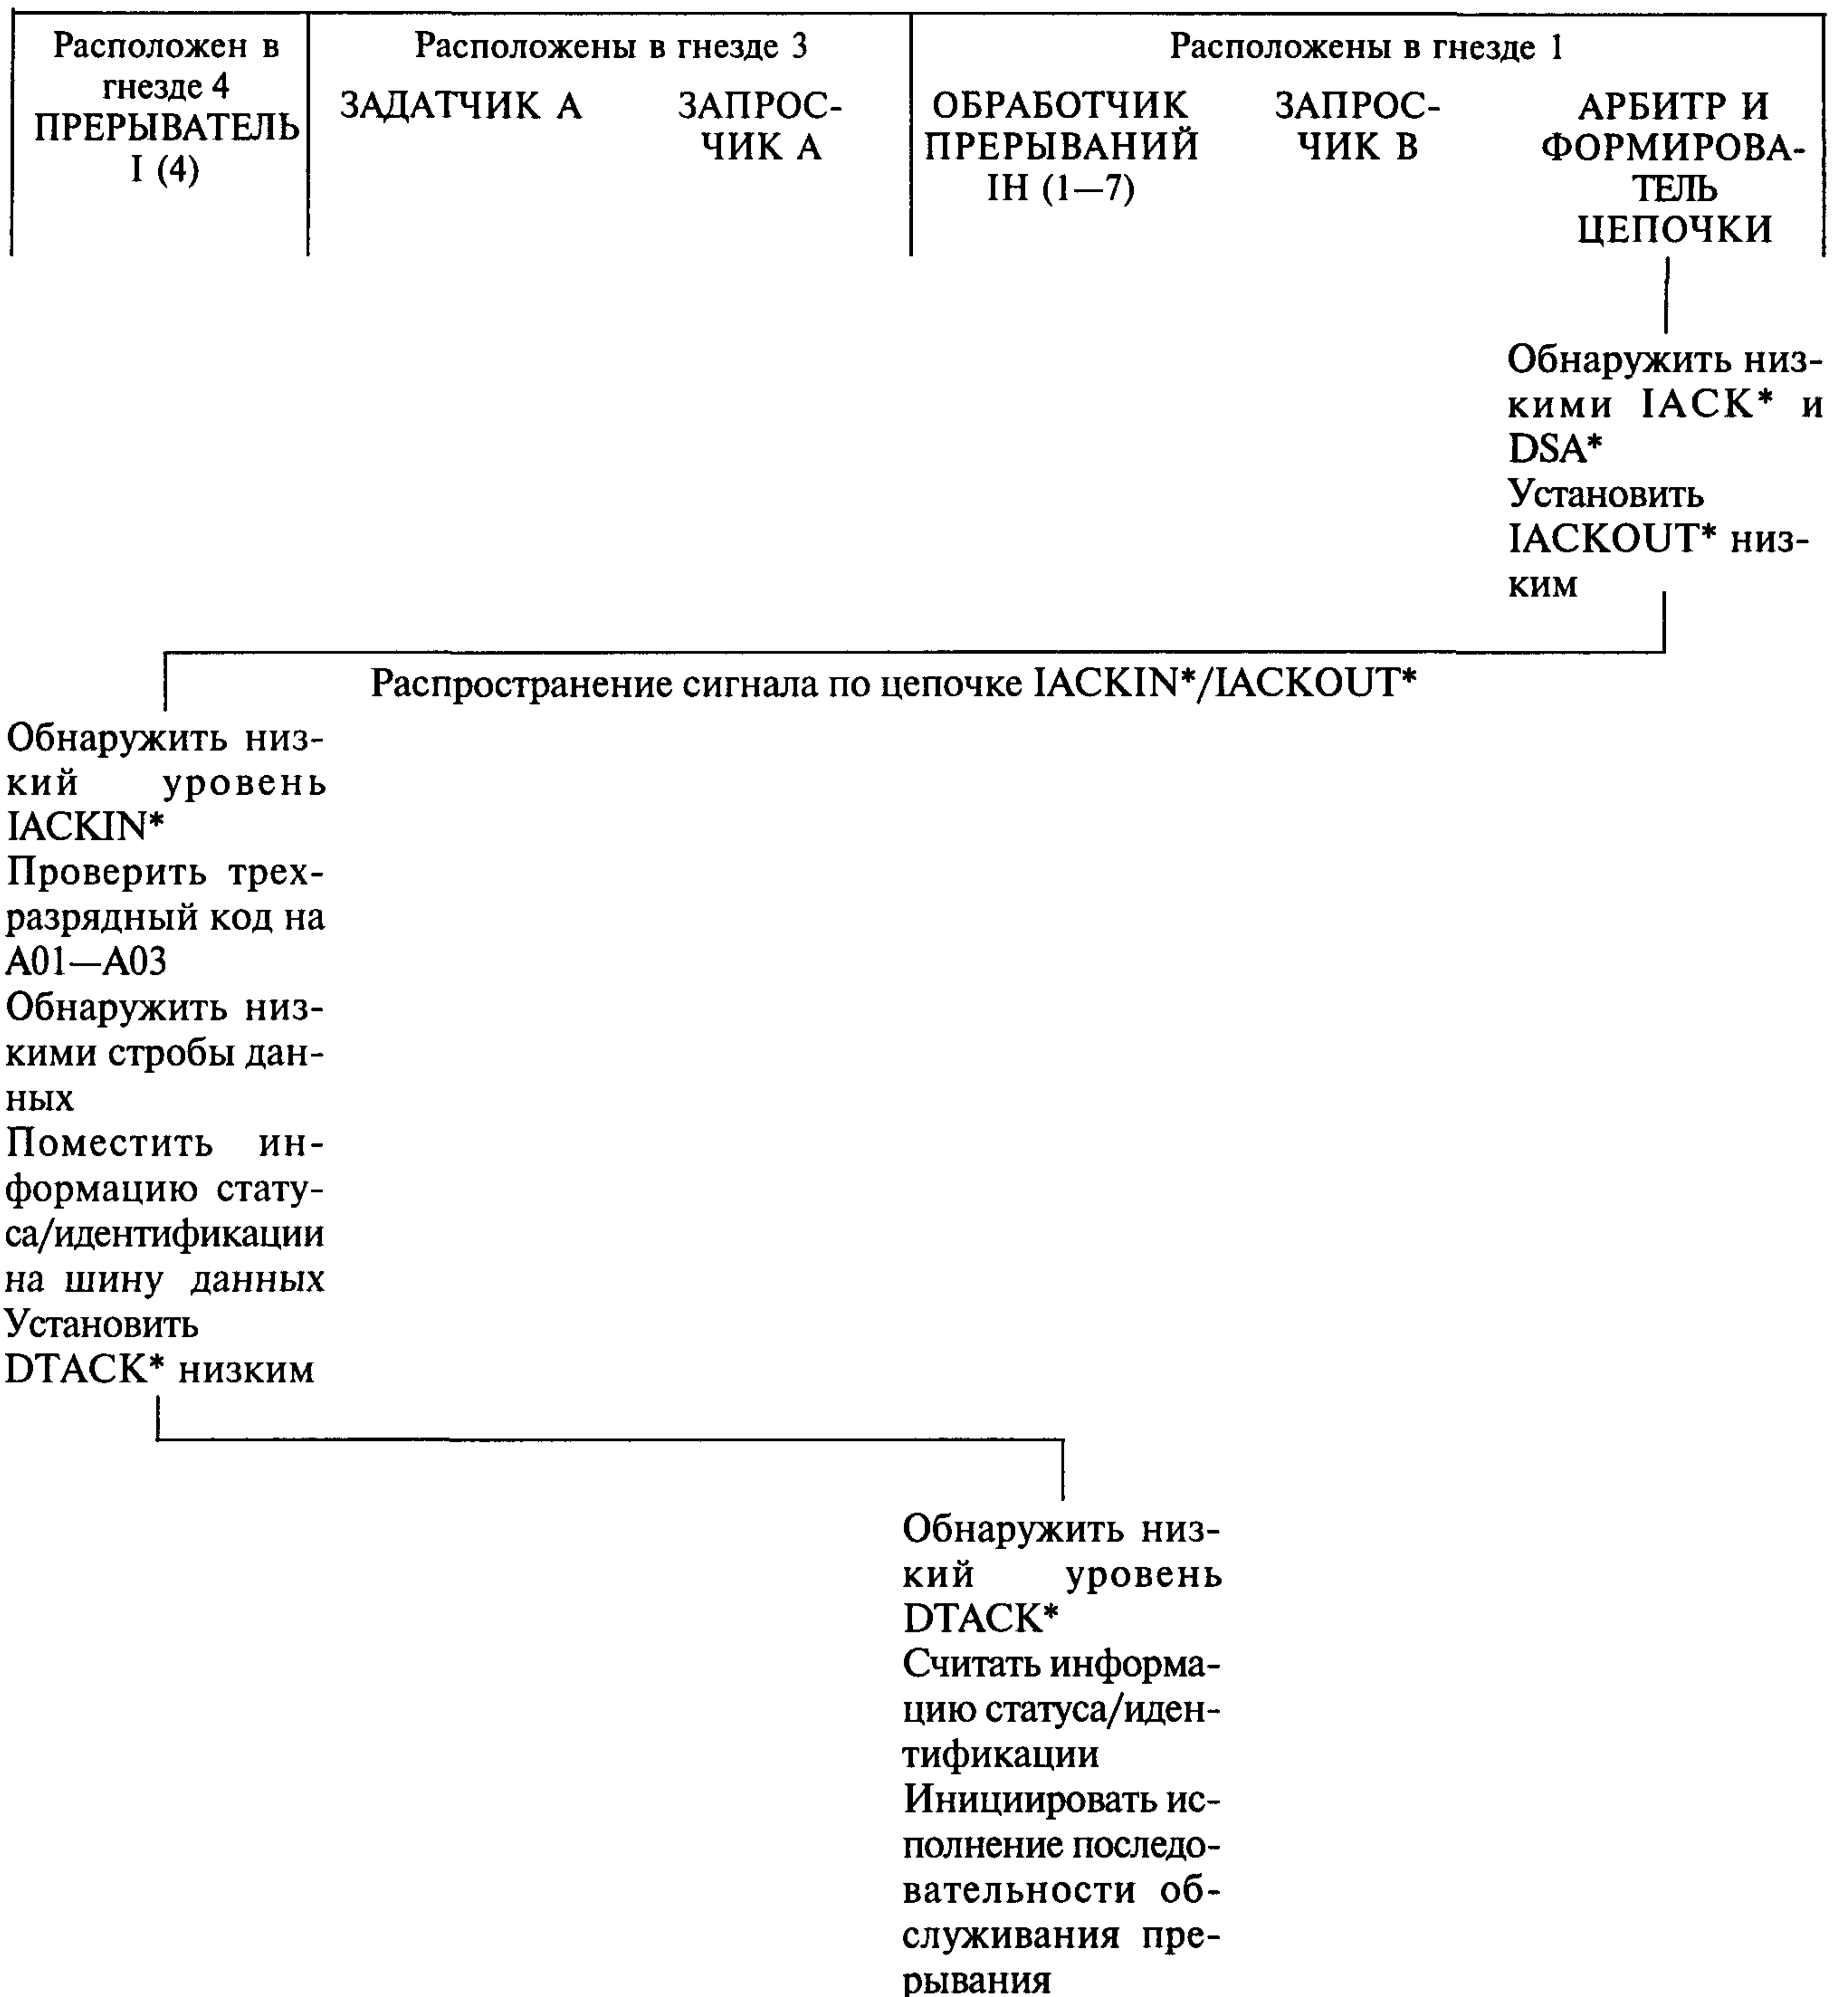 Расположен в
гнезде 4
ПРЕРЫВАТЕЛЬ
I (4)
Расположены в гнезде 3
ЗАДАТЧИК А
ЗАПРОС-
ЧИК А
Расположены в гнезде 1
ОБРАБОТЧИК
ПРЕРЫВАНИЙ
IH (1—7)
ЗАПРОС-
ЧИК В
АРБИТР И
ФОРМИРОВА-
ТЕЛЬ
ЦЕПОЧКИ
Обнаружить низ-
кими IACK* и
DSA*
Установить
IACKOUT* низ-
ким
Распространение сигнала по цепочке IACKIN*/IACKOUT*
Обнаружить низ-
кий уровень
IACKIN*
Проверить трех-
разрядный код на
A01—A03
Обнаружить низ-
кими стробы дан-
ных
Поместить ин-
формацию стату-
са/идентификации
на шину данных
Установить
DTACK* низким
Обнаружить низ-
кий уровень
DTACK*
Считать информа-
цию статуса/иден-
тификации
Инициировать ис-
полнение последо-
вательности об-
служивания пре-
рывания